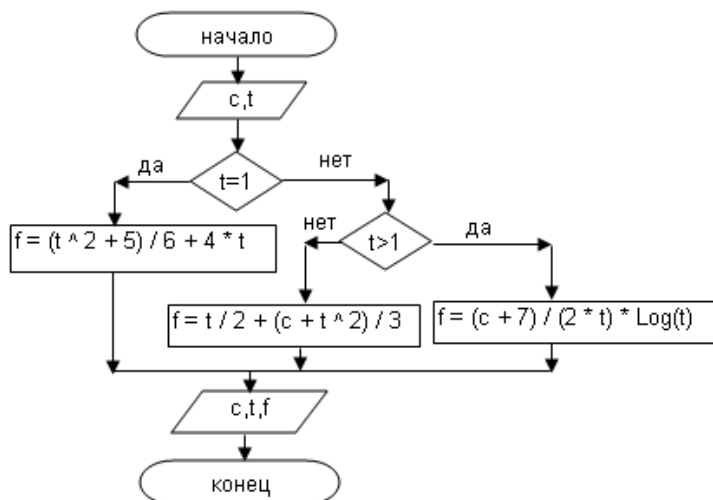 начало
c,t
да
нет
t=1
f = (t ^ 2 + 5) / 6 + 4 * t
нет
t>1
да
f = t / 2 + (c + t ^ 2) / 3
f = (c + 7) / (2 * t) * Log(t)
c,t,f
конец